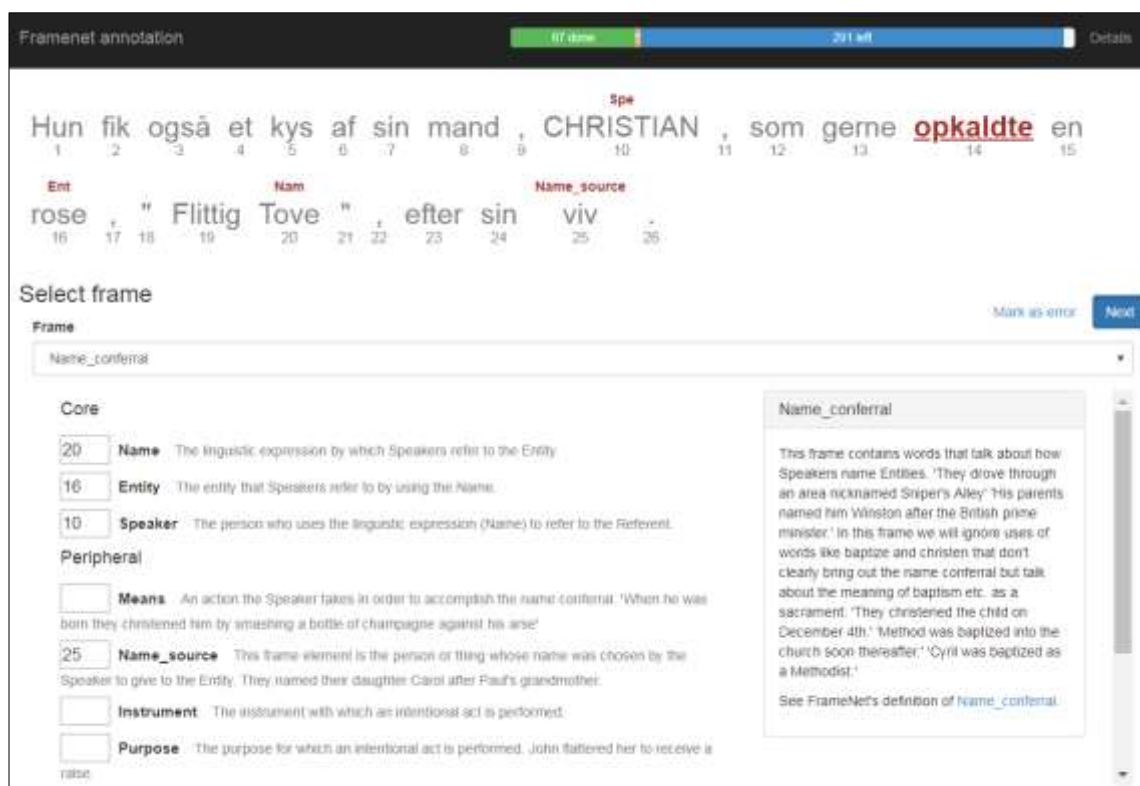 Framenet annotation 67 done 291 left Details
Spe
Hun fik også et kys af sin mand , CHRISTIAN , som gerne opkaldte en
1 2 3 4 5 6 7 8 9 10 11 12 13 14 15
Ent Nam Name_source
rose , " Flittig Tove " , efter sin viv .
16 17 18 19 20 21 22 23 24 25 26
Select frame
Mark as error Next
Frame
Name_conferral
Core
20 Name The linguistic expression by which Speakers refer to the Entity
16 Entity The entity that Speakers refer to by using the Name.
10 Speaker The person who uses the linguistic expression (Name) to refer to the Referent.
Peripheral
Means An action the Speaker takes in order to accomplish the name conferral. 'When he was
born they christened him by smashing a bottle of champagne against his arse'
25 Name_source This frame element is the person or thing whose name was chosen by the
Speaker to give to the Entity. They named their daughter Carol after Paul's grandmother.
Instrument The instrument with which an intentional act is performed.
Purpose The purpose for which an intentional act is performed. John flattered her to receive a
raise.
Name_conferral
This frame contains words that talk about how
Speakers name Entities. 'They drove through
an area nicknamed Sniper's Alley' 'His parents
named him Winston after the British prime
minister.' In this frame we will ignore uses of
words like baptize and christen that don't
clearly bring out the name conferral but talk
about the meaning of baptism etc. as a
sacrament. 'They christened the child on
December 4th.' 'Method was baptized into the
church soon thereafter.' 'Cyril was baptized as
a Methodist.'
See FrameNet's definition of Name_conferral.